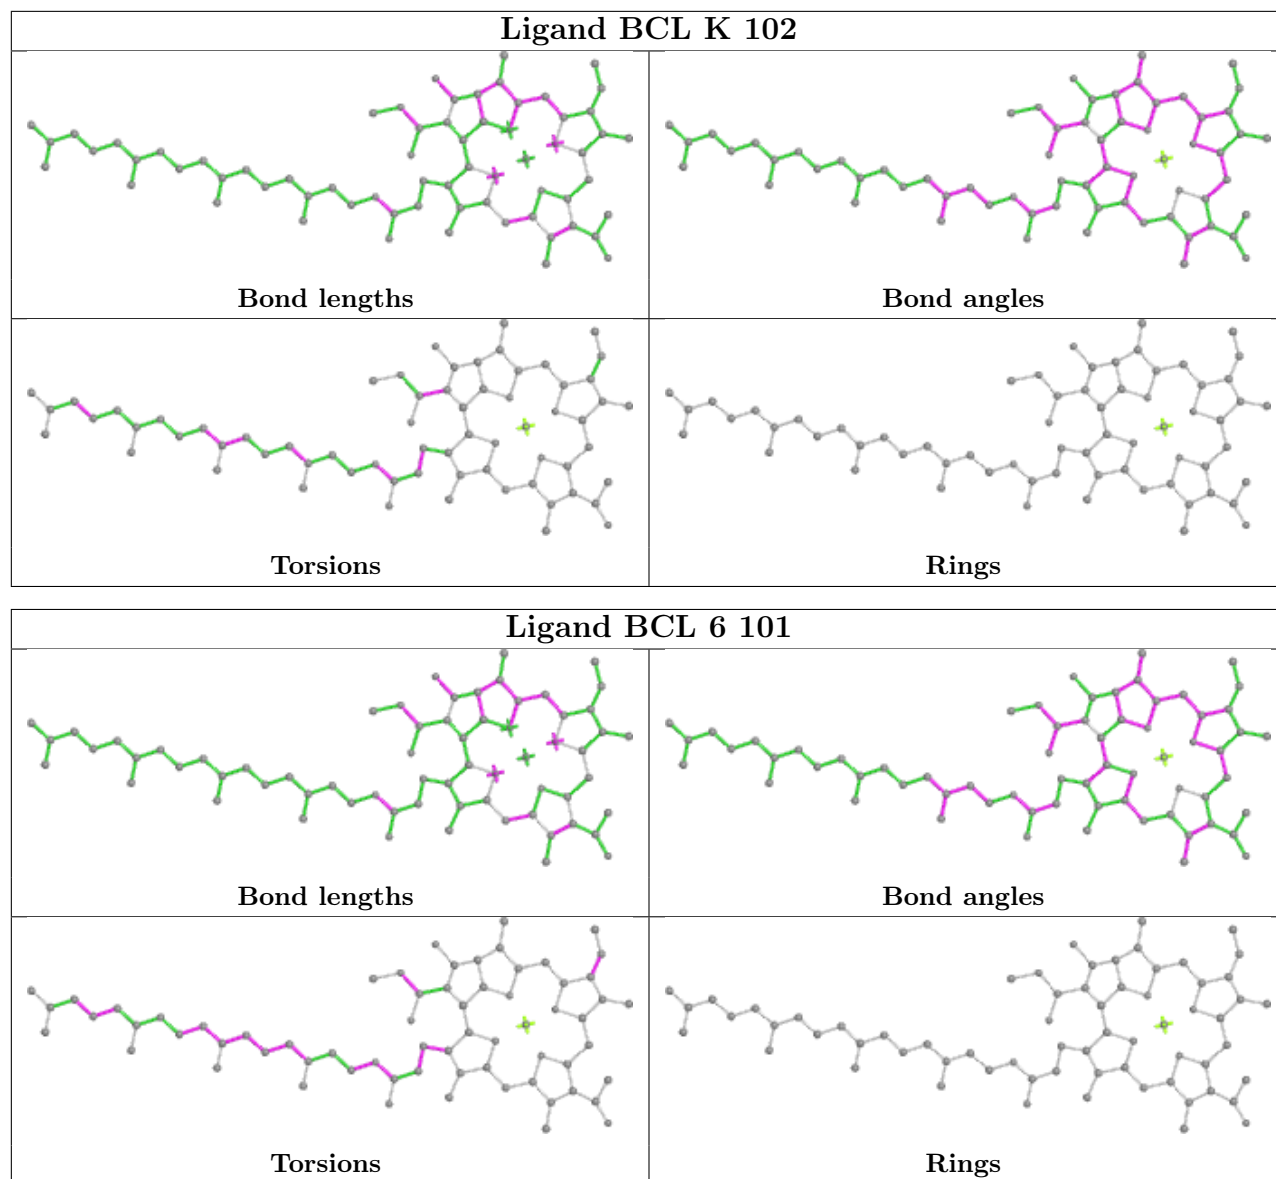 Ligand BCL K 102
Bond lengths
Bond angles
Torsions
Rings
Ligand BCL 6 101
Bond lengths
Bond angles
Torsions
Rings